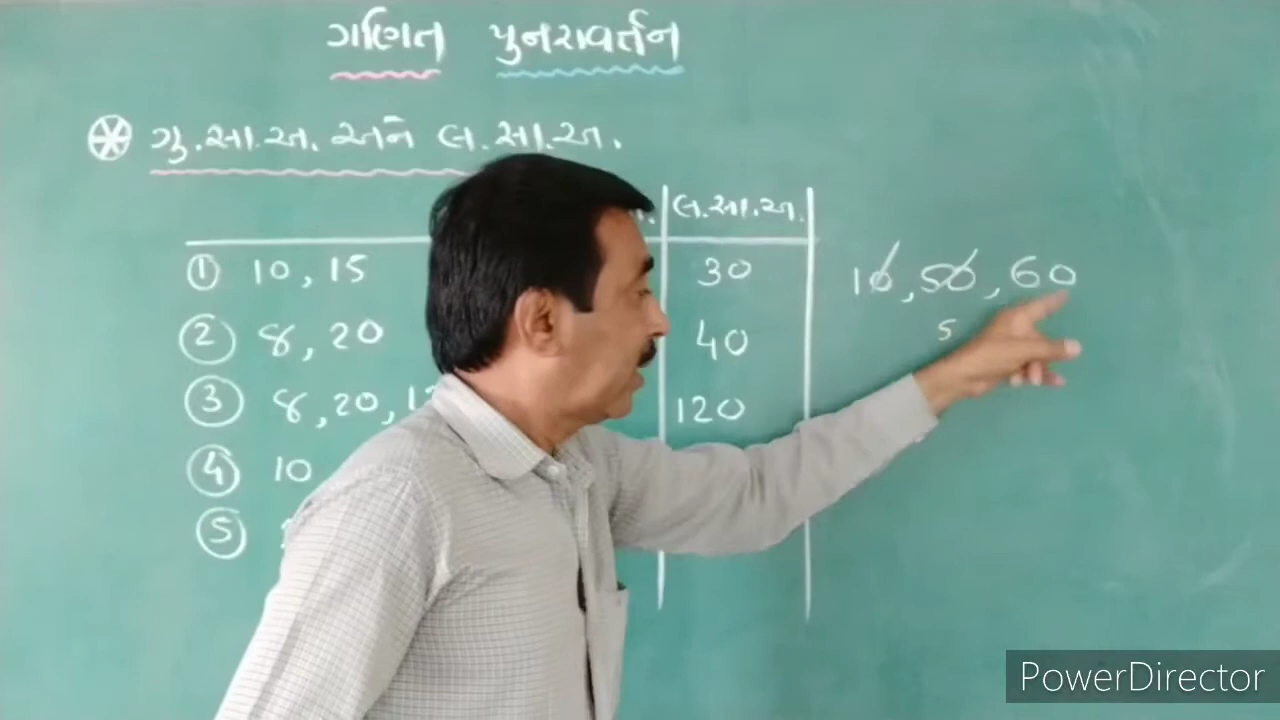 ગણિત પુનરાવર્તન
ગુ.સા.અ. અને લ.સા.અ.
લ.સા.અ.
① 10, 15 30
② 8, 20 40
③ 8, 20, 120
④ 10
⑤
10, 50, 60
5
PowerDirector